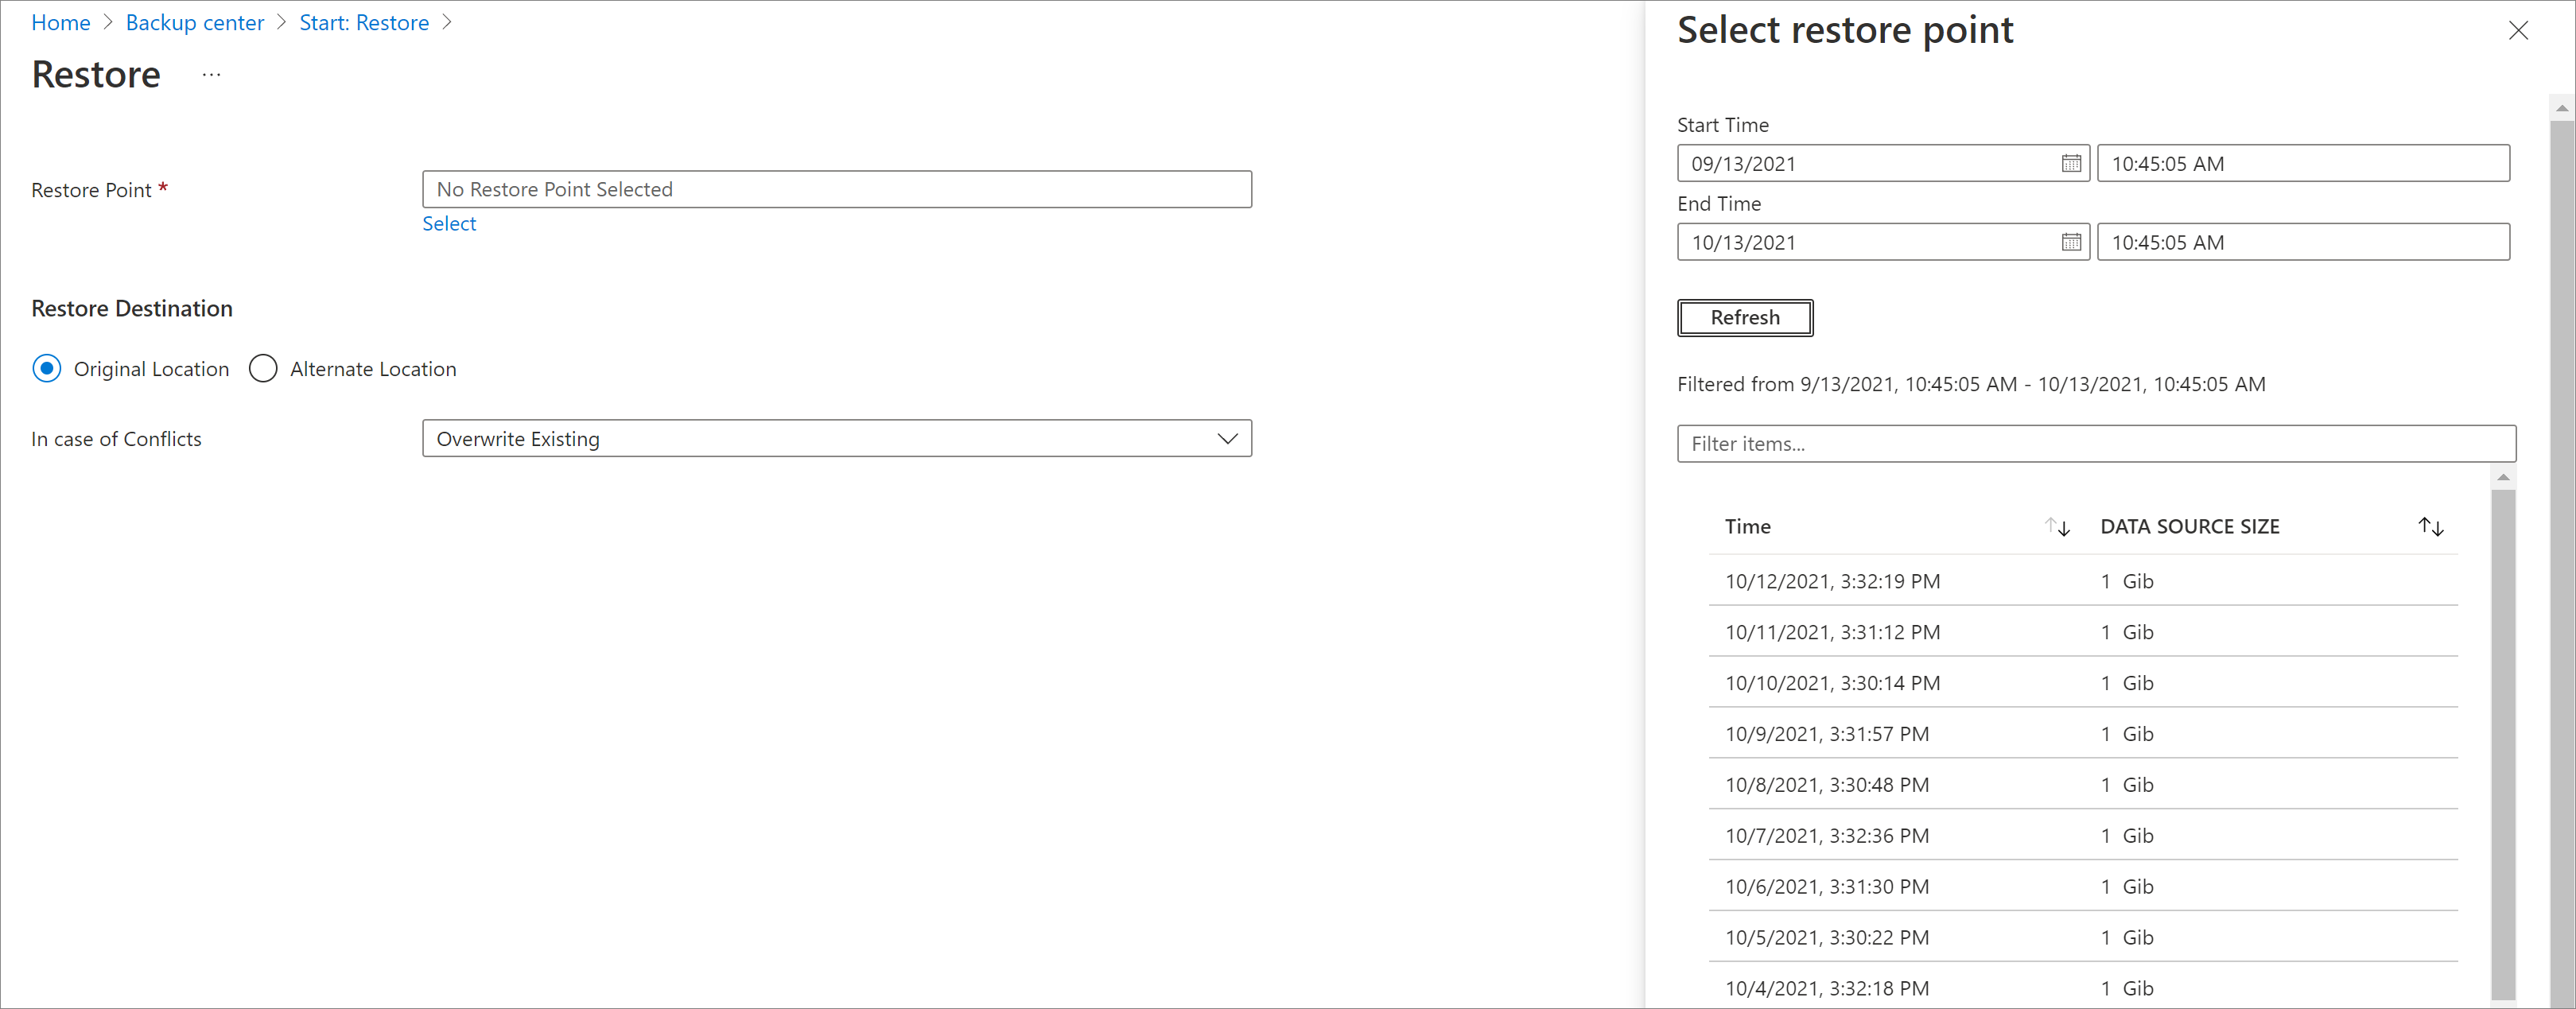 Home > Backup center > Start: Restore >
Restore ...
Restore Point *
No Restore Point Selected
Select
Restore Destination
Original Location Alternate Location
In case of Conflicts
Overwrite Existing
Select restore point
Start Time
09/13/2021 10:45:05 AM
End Time
10/13/2021 10:45:05 AM
Refresh
Filtered from 9/13/2021, 10:45:05 AM - 10/13/2021, 10:45:05 AM
Filter items...
Time DATA SOURCE SIZE
10/12/2021, 3:32:19 PM 1 Gib
10/11/2021, 3:31:12 PM 1 Gib
10/10/2021, 3:30:14 PM 1 Gib
10/9/2021, 3:31:57 PM 1 Gib
10/8/2021, 3:30:48 PM 1 Gib
10/7/2021, 3:32:36 PM 1 Gib
10/6/2021, 3:31:30 PM 1 Gib
10/5/2021, 3:30:22 PM 1 Gib
10/4/2021, 3:32:18 PM 1 Gib